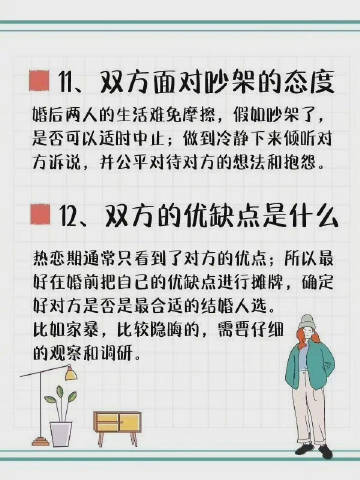 11、双方面对吵架的态度
婚后两人的生活难免摩擦，假如吵架了，
是否可以适时中止；做到冷静下来倾听对
方诉说，并公平对待对方的想法和抱怨。
12、双方的优缺点是什么
热恋期通常只看到了对方的优点；所以最
好在婚前把自己的优缺点进行摊牌，确定
好对方是否是最合适的结婚人选。
比如家暴，比较隐晦的，需要仔细
的观察和调研。